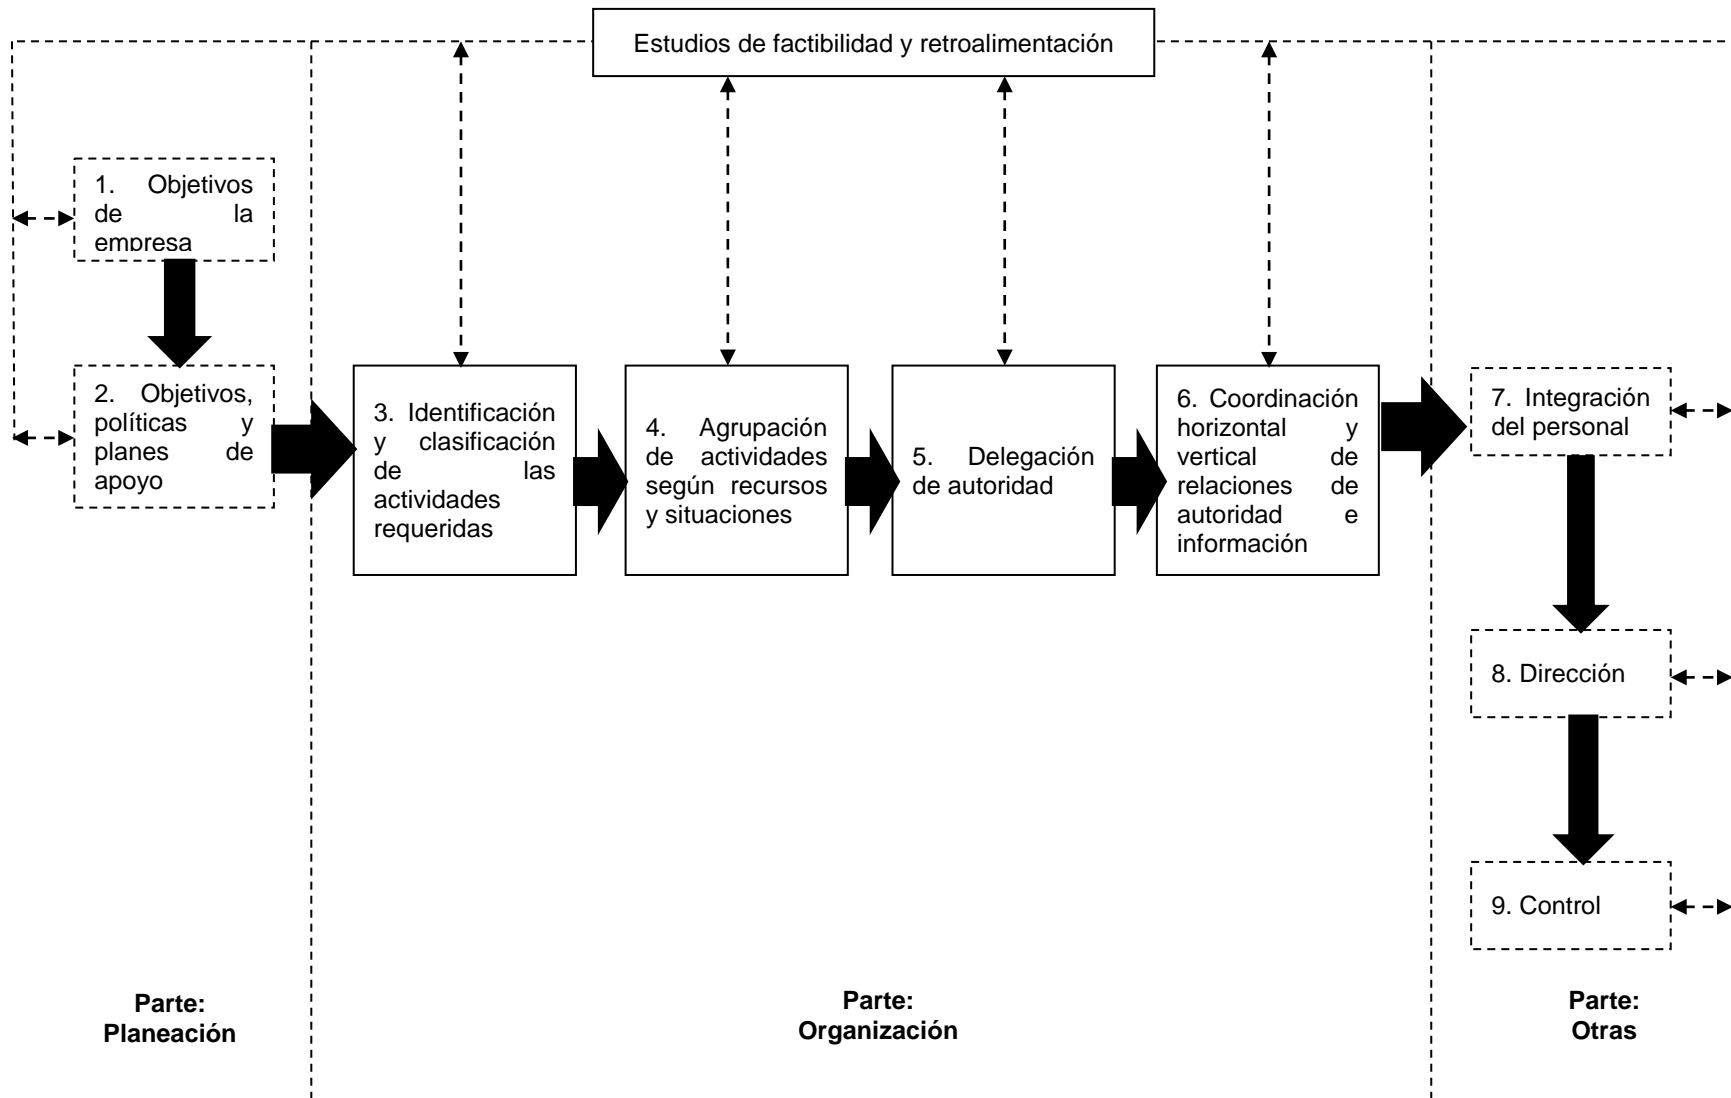 Estudios de factibilidad y retroalimentación
1. Objetivos
de la
empresa
2. Objetivos,
políticas y
planes de
apoyo
3. Identificación
y clasificación
de las
actividades
requeridas
4. Agrupación
de actividades
según recursos
y situaciones
5. Delegación
de autoridad
6. Coordinación
horizontal y
vertical de
relaciones de
autoridad e
información
7. Integración
del personal
8. Dirección
9. Control
Parte:
Planeación
Parte:
Organización
Parte:
Otras